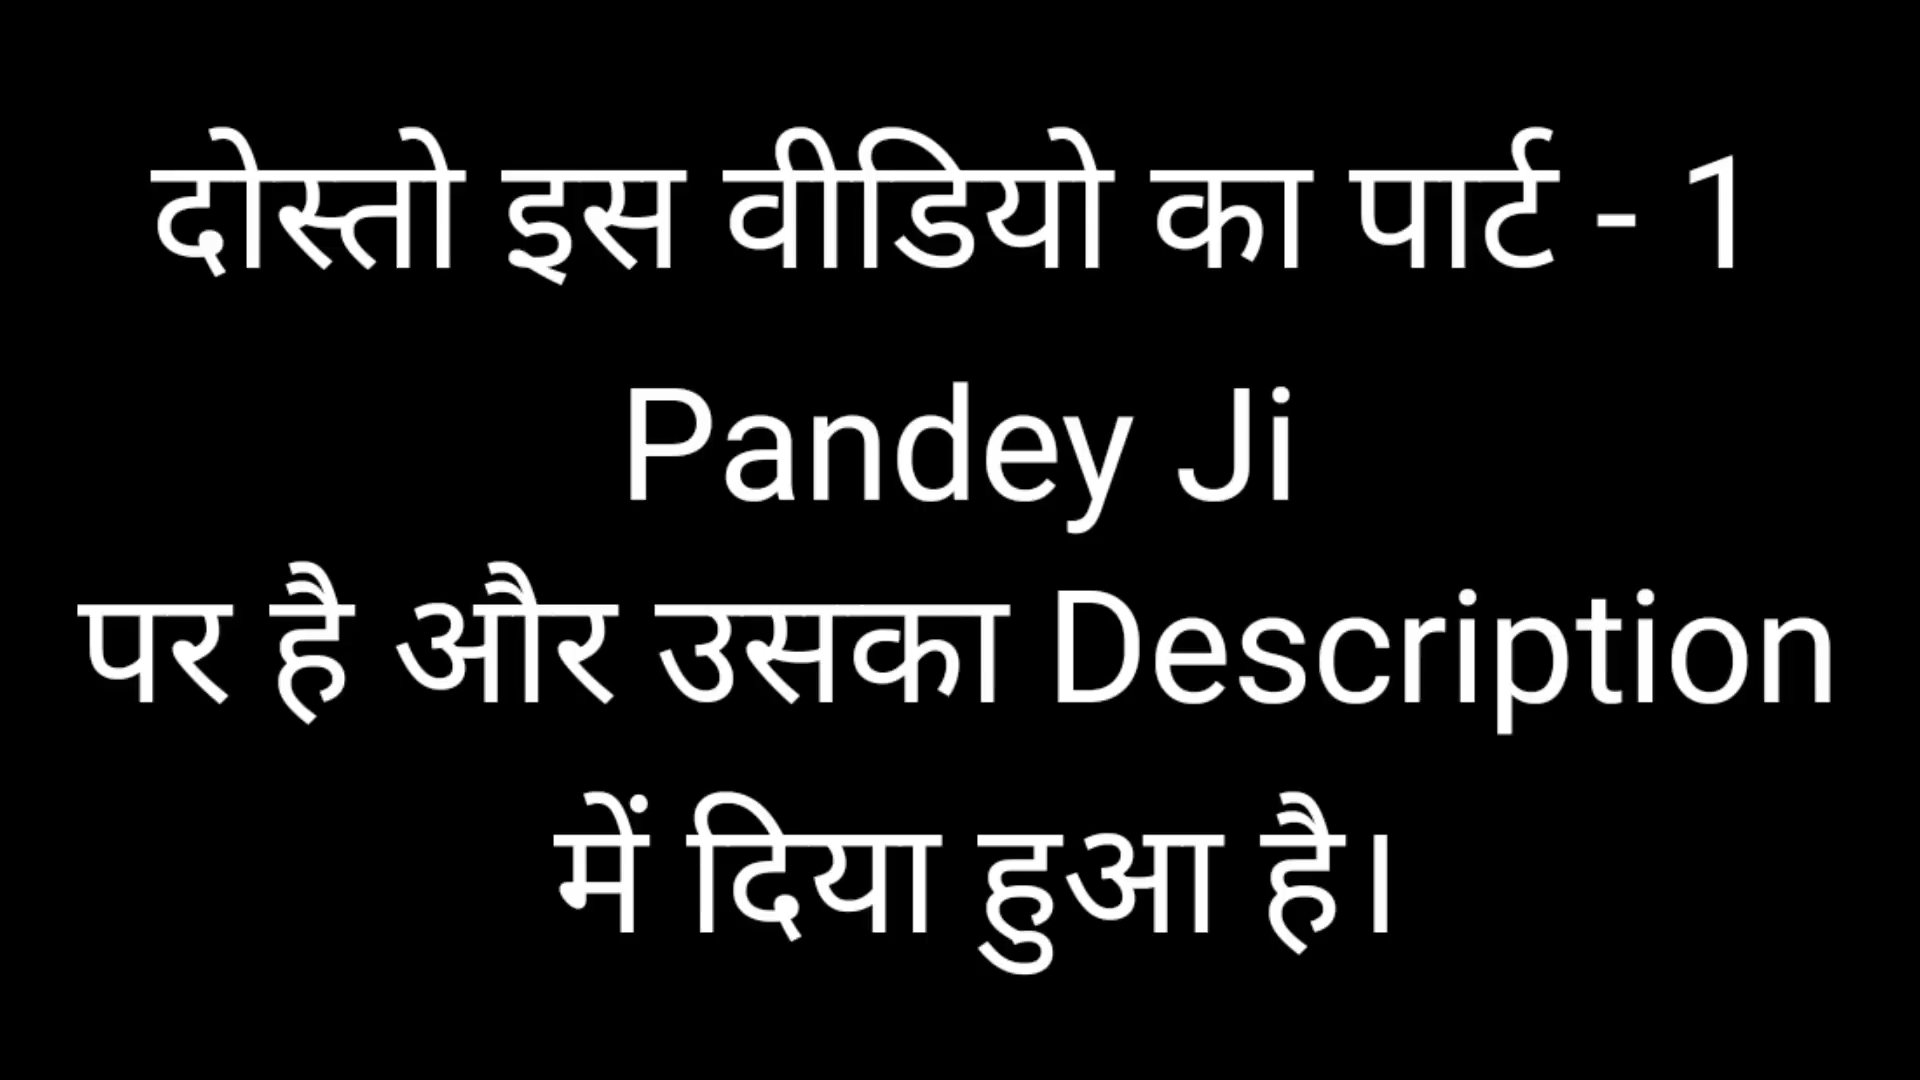 दोस्तो इस वीडियो का पार्ट - 1
Pandey Ji
पर है और उसका Description
में दिया हुआ है।